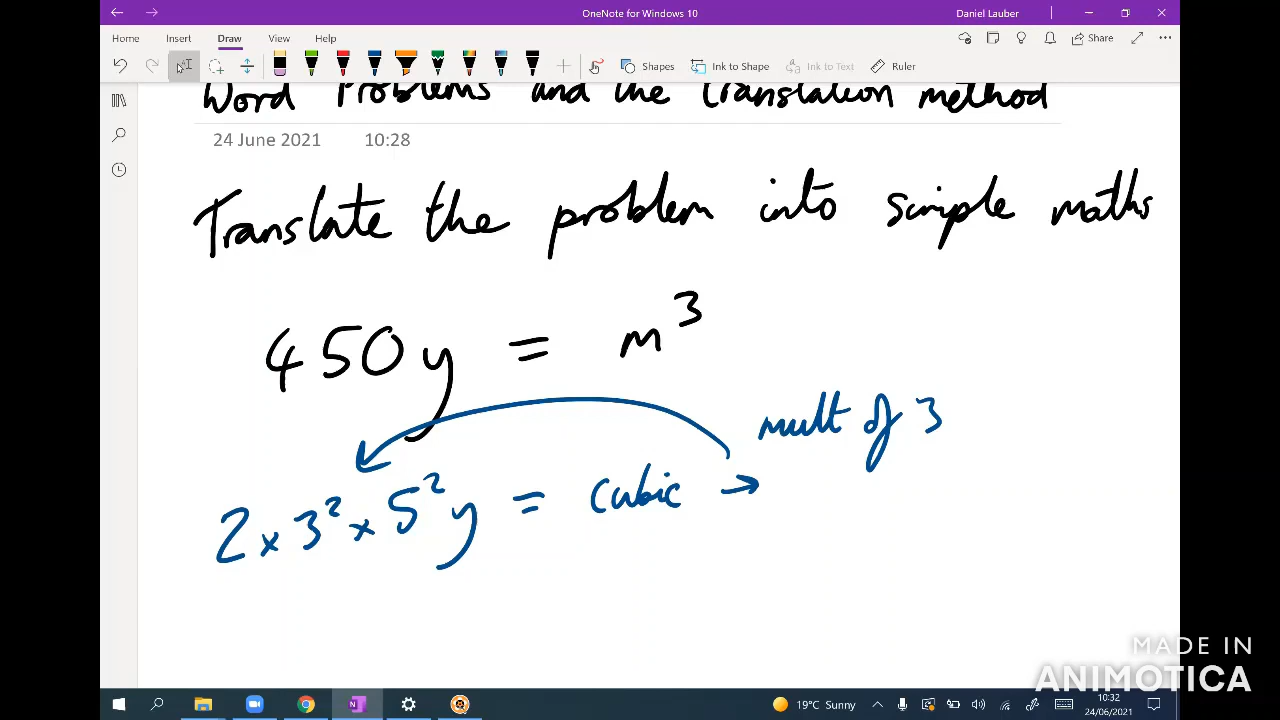 OneNote for Windows 10
Daniel Lauber
Home Insert Draw View Help
Share
Shapes Ink to Shape Ink to Text Ruler
Word Problems and the translation method
24 June 2021 10:28
Translate the problem into simple maths
450y = m³
mult of 3
2 × 3² × 5² y = cubic →
MADE IN
ANIMOTICA
19°C Sunny
10:32
24/06/2021